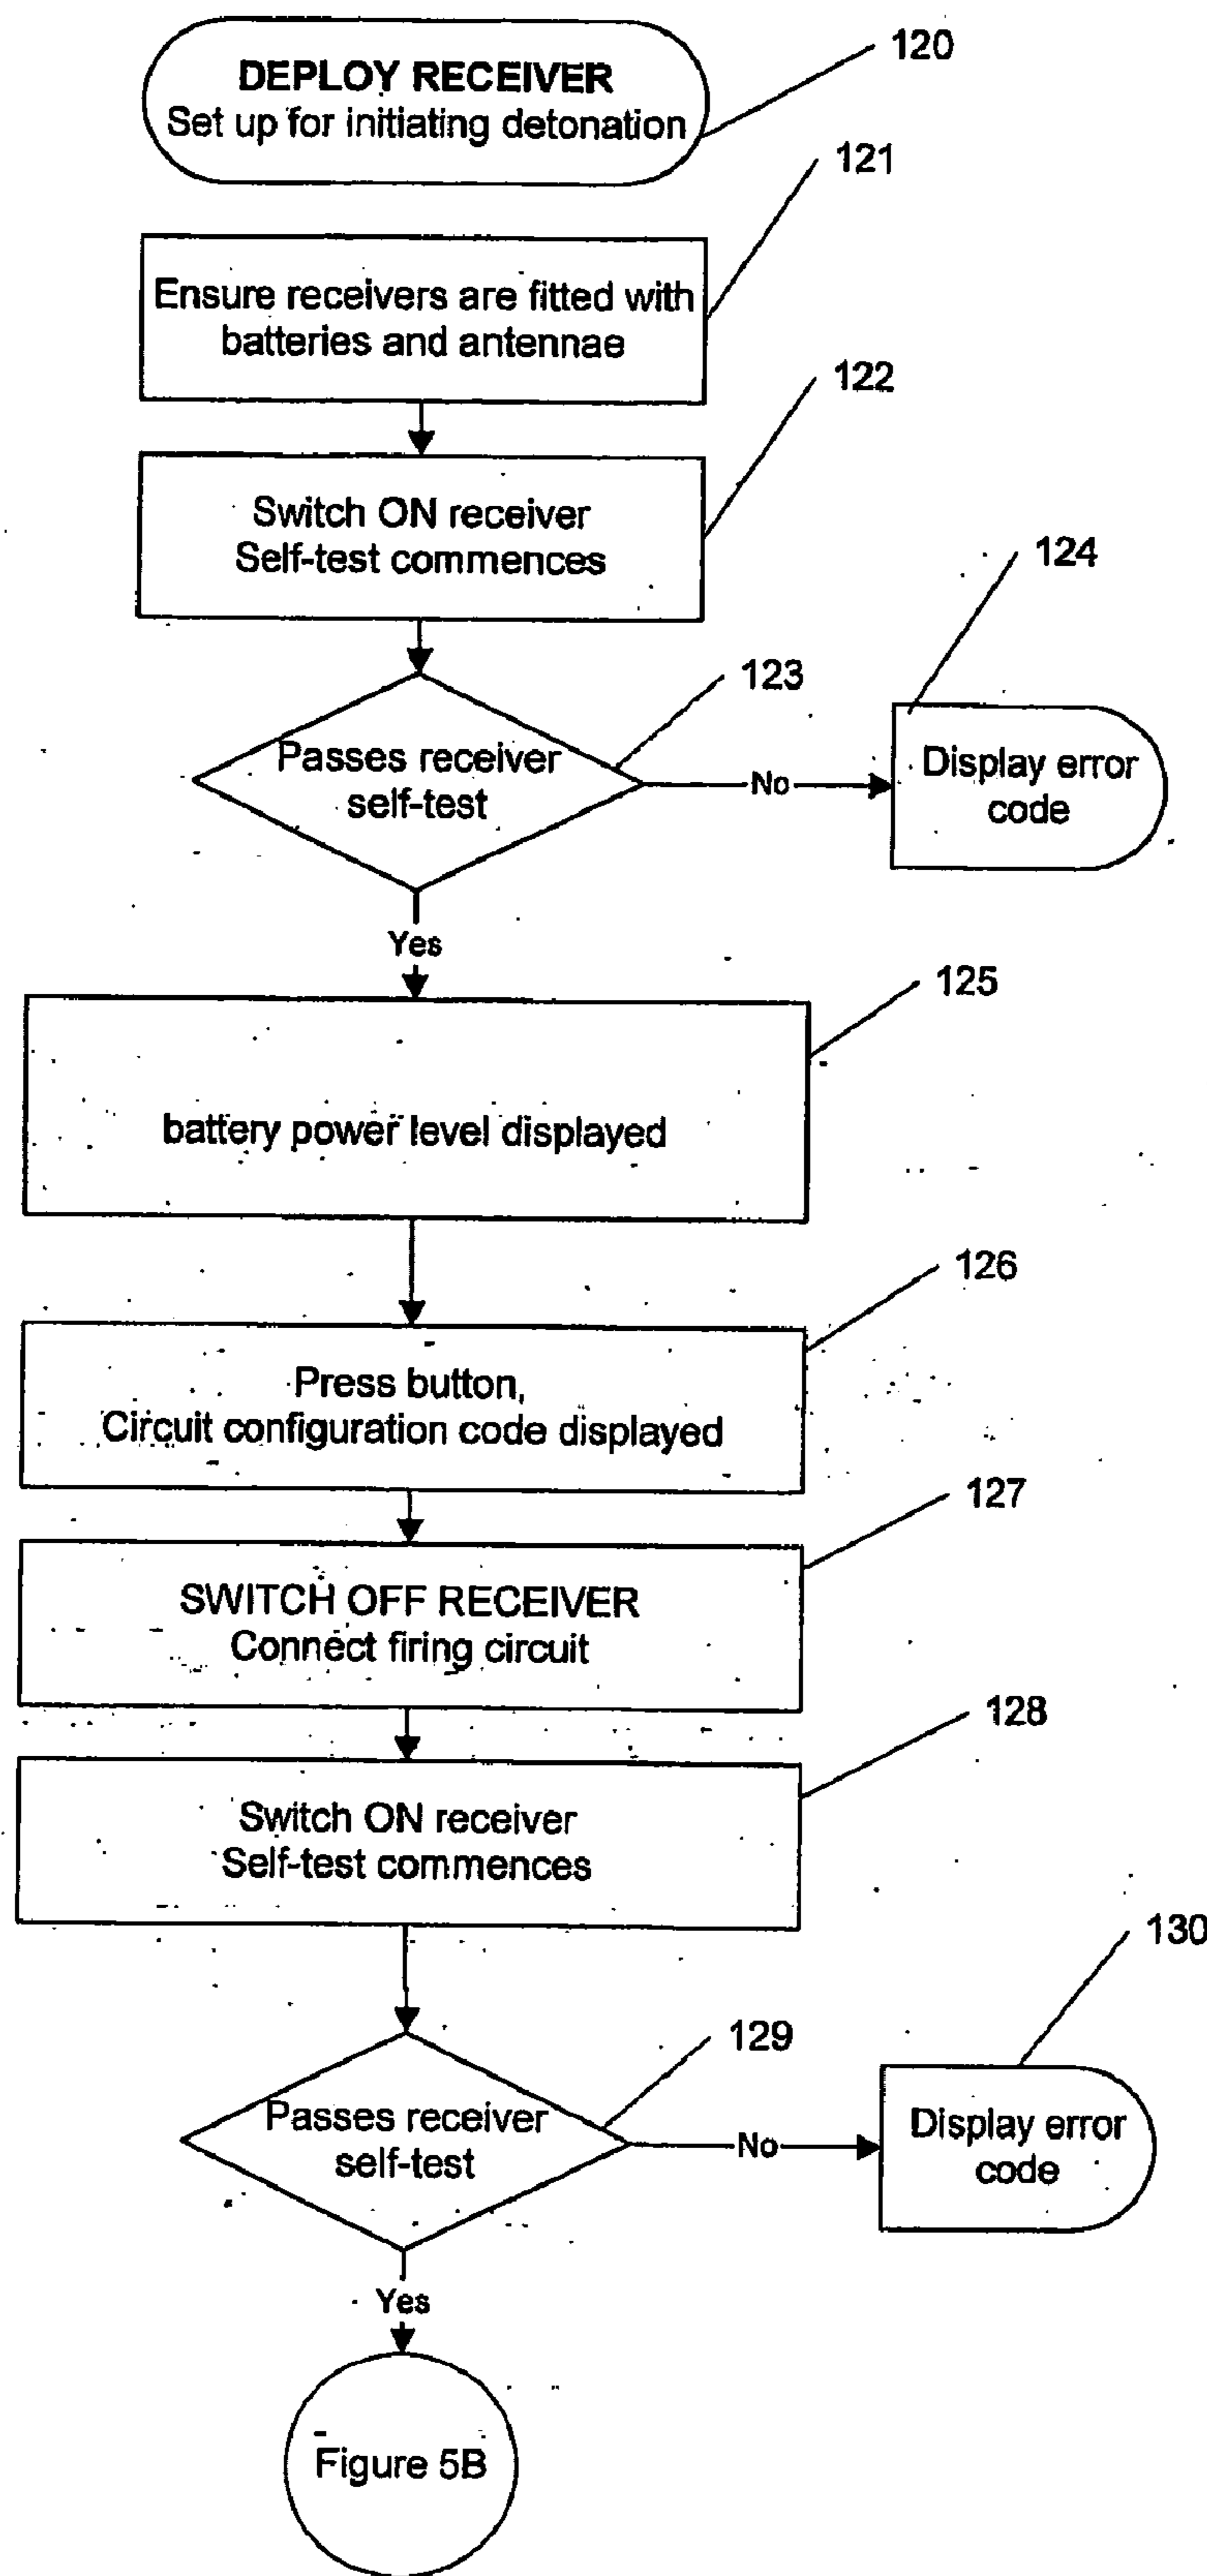 DEPLOY RECEIVER
Set up for initiating detonation
120
121
Ensure receivers are fitted with
batteries and antennae
122
Switch ON receiver
Self-test commences
124
123
Passes receiver
self-test
No
Display error
code
Yes
125
battery power level displayed
126
Press button,
Circuit configuration code displayed
127
SWITCH OFF RECEIVER
Connect firing circuit
128
Switch ON receiver
Self-test commences
130
129
Passes receiver
self-test
No
Display error
code
Yes
Figure 5B